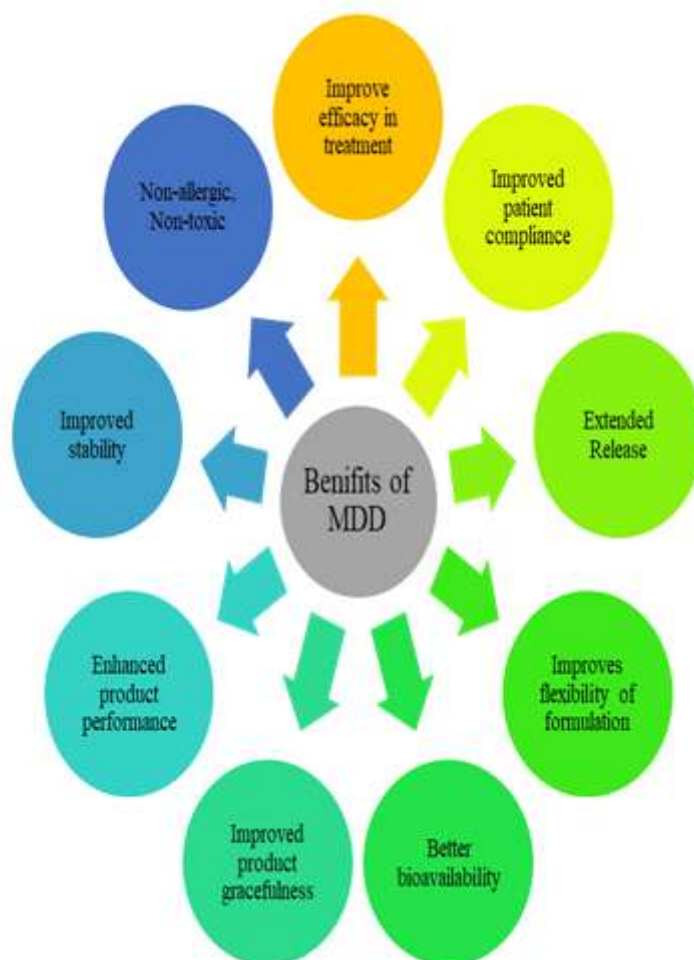 Improve
efficacy in
treatment
Improved
patient
compliance
Extended
Release
Improves
flexibility of
formulation
Better
bioavailability
Improved
product
gracefulness
Enhanced
product
performance
Improved
stability
Non-allergic,
Non-toxic
Benifits of
MDD